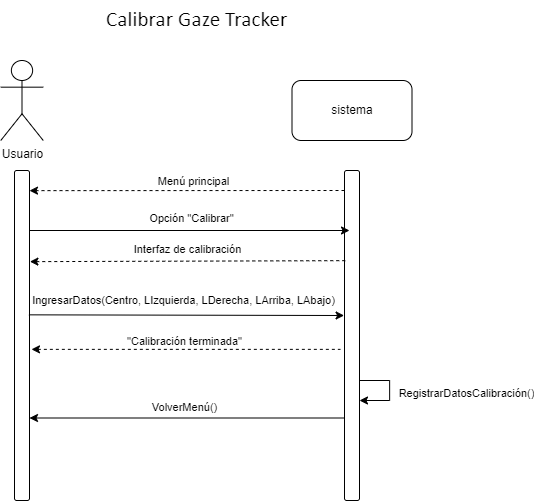 Calibrar Gaze Tracker
sistema
Usuario
Menú principal
Opción "Calibrar"
Interfaz de calibración
IngresarDatos(Centro, LIzquierda, LDerecha, LArriba, LAbajo)
"Calibración terminada"
RegistrarDatosCalibración()
VolverMenú()